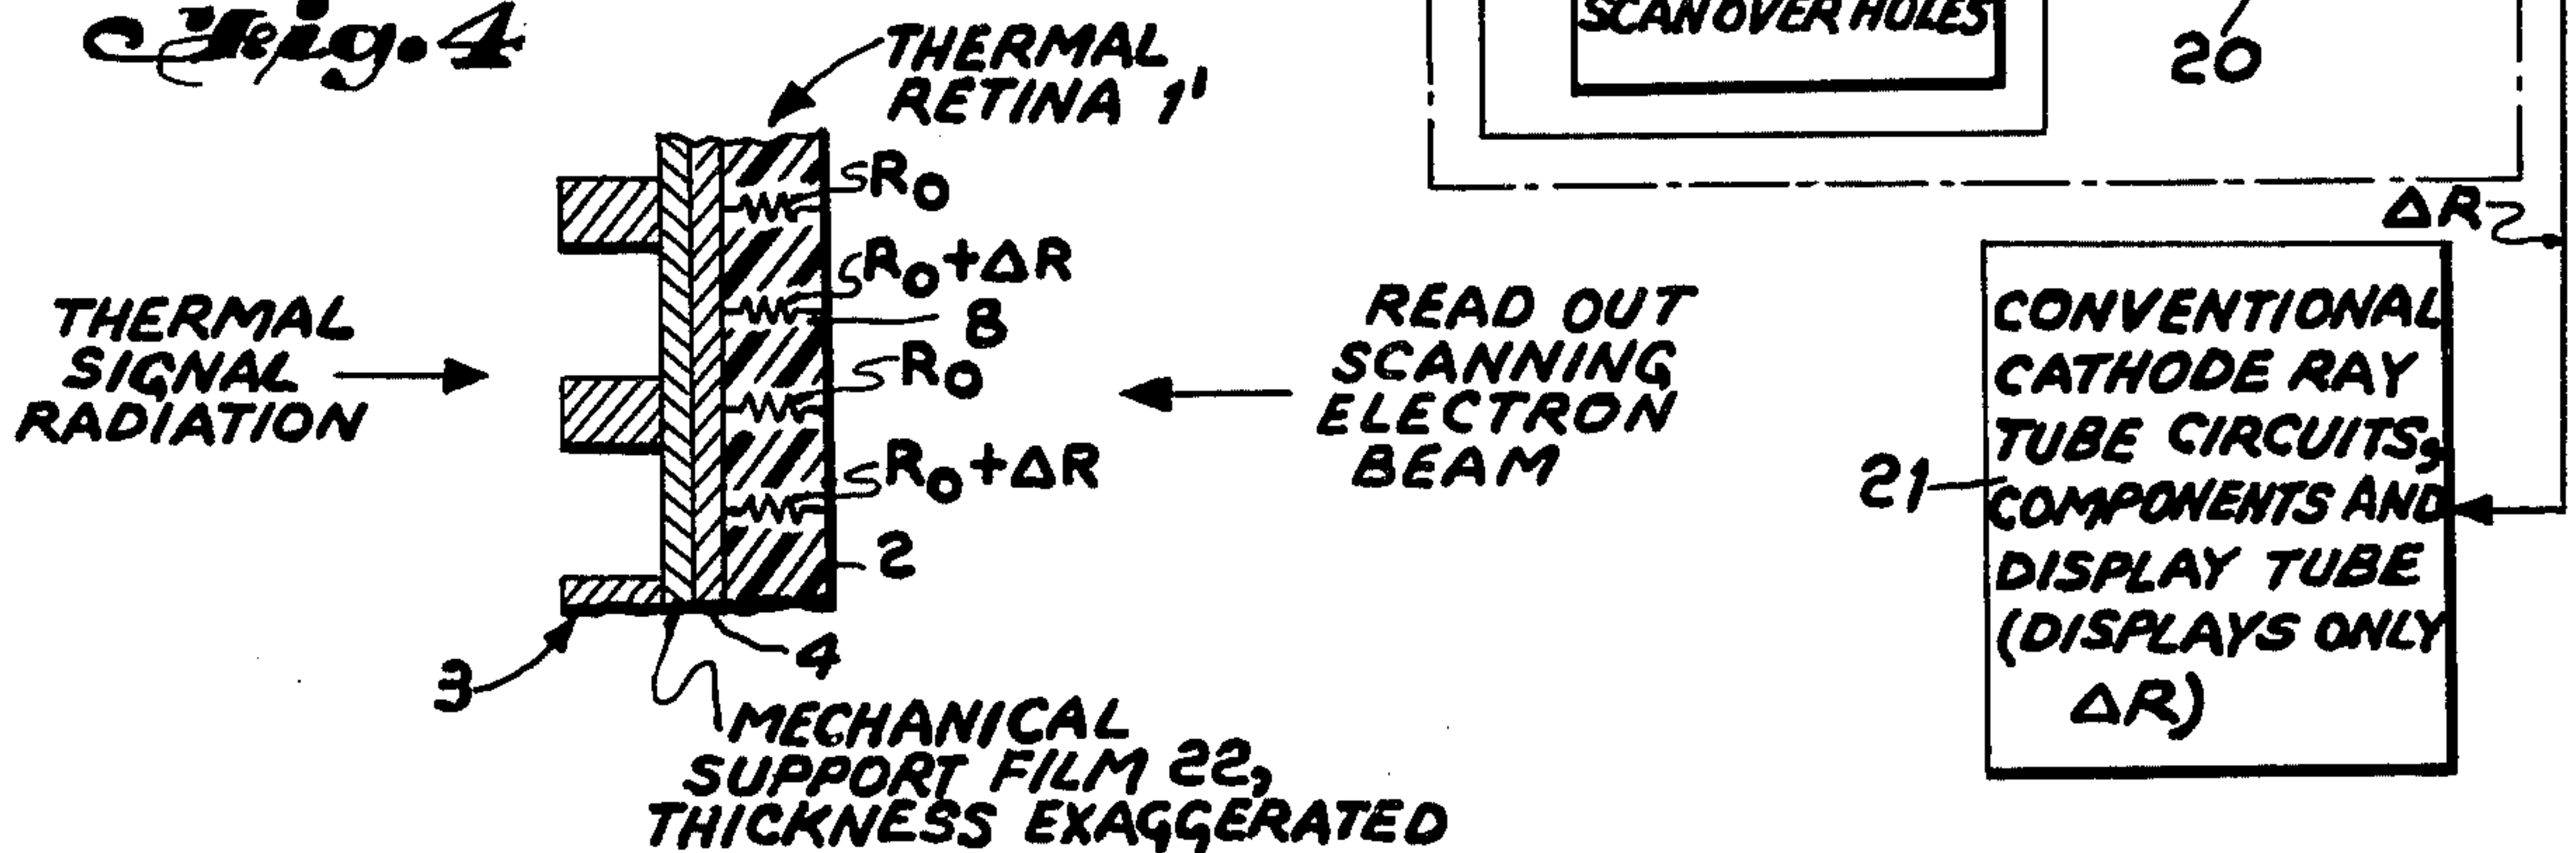 Fig. 4
THERMAL
RETINA 1'
R₀
R₀+ΔR
8
R₀
R₀+ΔR
2
THERMAL
SIGNAL
RADIATION
READ OUT
SCANNING
ELECTRON
BEAM
3
4
MECHANICAL
SUPPORT FILM 22,
THICKNESS EXAGGERATED
SCAN OVER HOLES
20
ΔR
21
CONVENTIONAL
CATHODE RAY
TUBE CIRCUITS,
COMPONENTS AND
DISPLAY TUBE
(DISPLAYS ONLY
ΔR)